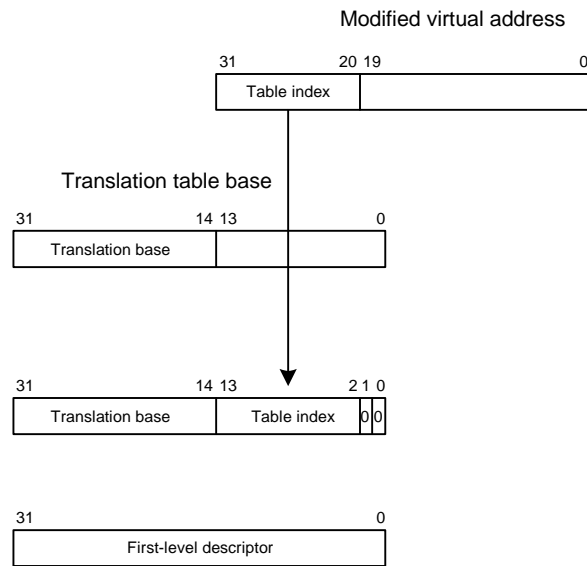 Modified virtual address
31 20 19 0
Table index
Translation table base
31 14 13 0
Translation base
31 14 13 2 1 0
Translation base Table index 0 0
31 0
First-level descriptor